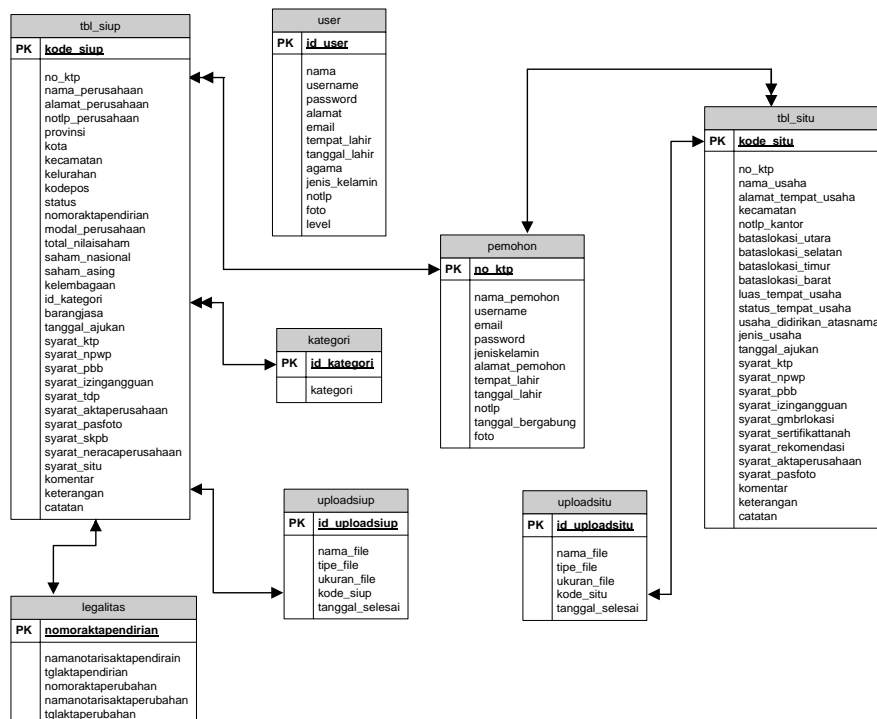 tbl_siup
PK kode_siup
no_ktp
nama_perusahaan
alamat_perusahaan
notlp_perusahaan
provinsi
kota
kecamatan
kelurahan
kodepos
status
nomoraktapendirian
modal_perusahaan
total_nilaisaham
saham_nasional
saham_asing
kelembagaan
id_kategori
barangjasa
tanggal_ajukan
syarat_ktp
syarat_npwp
syarat_pbb
syarat_izingangguan
syarat_tdp
syarat_aktaperusahaan
syarat_pasfoto
syarat_skpb
syarat_neracaperusahaan
syarat_situ
komentar
keterangan
catatan
user
PK id_user
nama
username
password
alamat
email
tempat_lahir
tanggal_lahir
agama
jenis_kelamin
notlp
foto
level
tbl_situ
PK kode_situ
no_ktp
nama_usaha
alamat_tempat_usaha
kecamatan
notlp_kantor
bataslokasi_utara
bataslokasi_selatan
bataslokasi_timur
bataslokasi_barat
luas_tempat_usaha
status_tempat_usaha
usaha_didirikan_atasnama
jenis_usaha
tanggal_ajukan
syarat_ktp
syarat_npwp
syarat_pbb
syarat_izingangguan
syarat_gmbrlokasi
syarat_sertifikattanah
syarat_rekomendasi
syarat_aktaperusahaan
syarat_pasfoto
komentar
keterangan
catatan
pemohon
PK no_ktp
nama_pemohon
username
email
password
jeniskelamin
alamat_pemohon
tempat_lahir
tanggal_lahir
notlp
tanggal_bergabung
foto
kategori
PK id_kategori
kategori
uploadsiup
PK id_uploadsiup
nama_file
tipe_file
ukuran_file
kode_siup
tanggal_selesai
uploadsitu
PK id_uploadsitu
nama_file
tipe_file
ukuran_file
kode_situ
tanggal_selesai
legalitas
PK nomoraktapendirian
namanotarisaktapendirain
tglaktapendirian
nomoraktaperubahan
namanotarisaktaperubahan
tglaktaperubahan